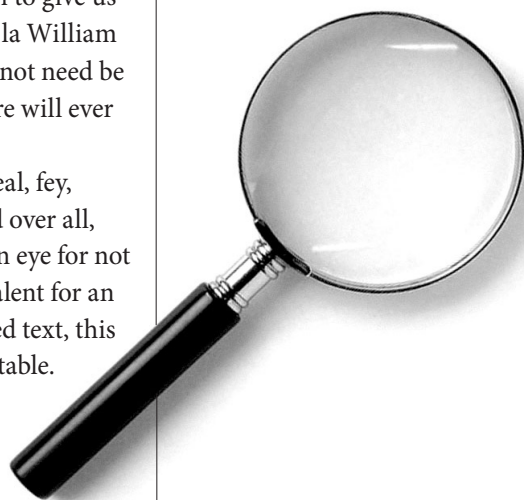 n to give us
la William
not need be
re will ever
eal, fey,
l over all,
n eye for not
alent for an
ed text, this
table.